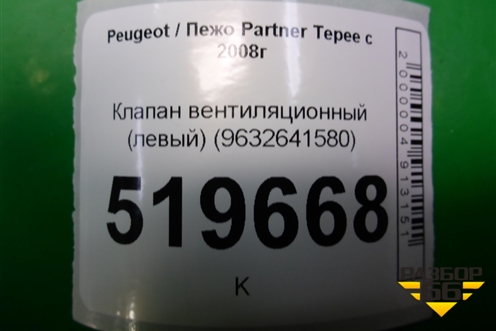 Peugeot / Пежо Partner Tepee с
2008г
Клапан вентиляционный
(левый) (9632641580)
519668
К
2000004913151
РАЗБОР
66